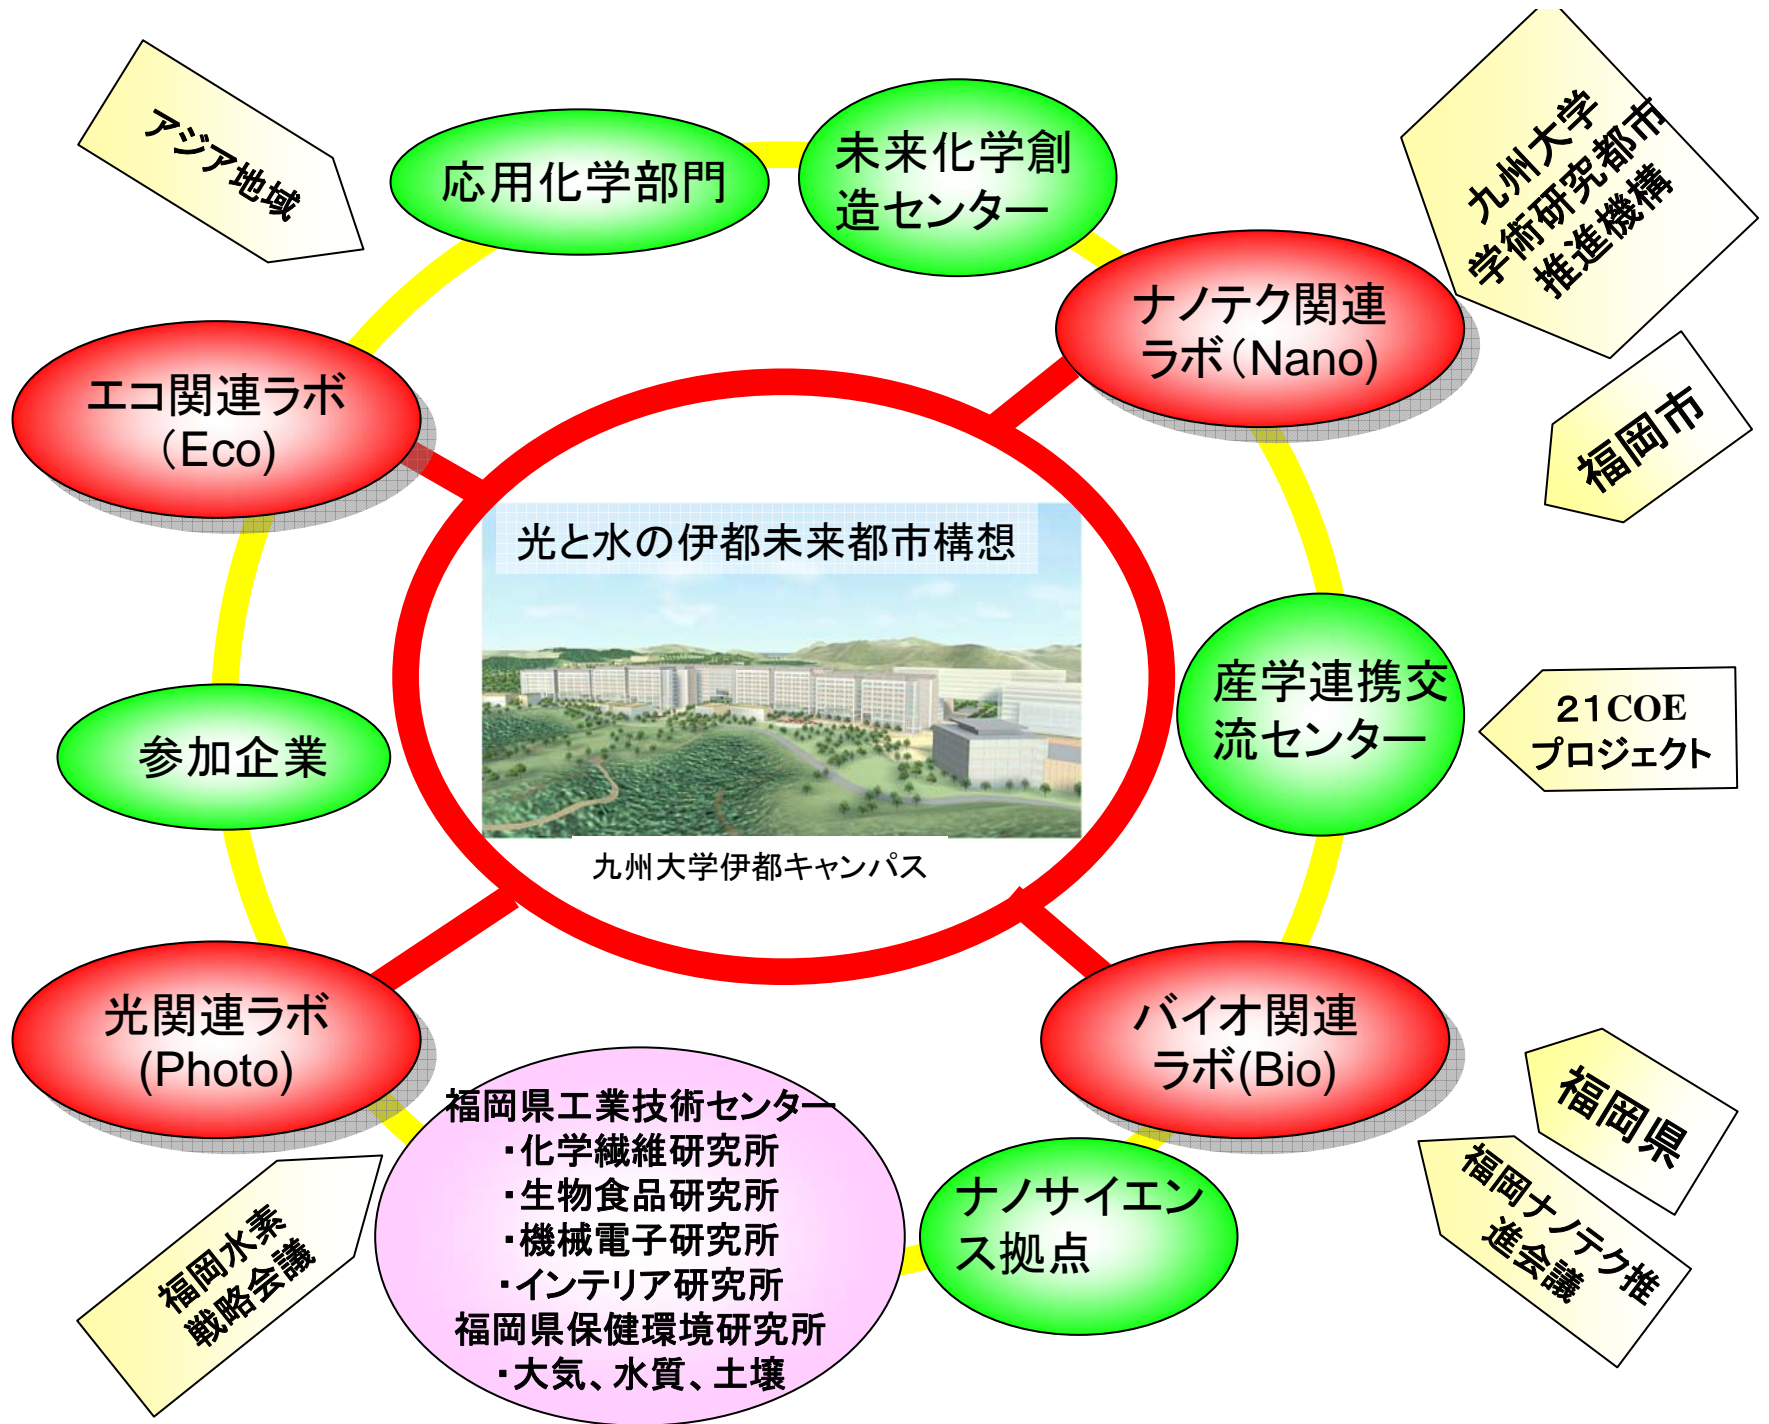 アジア地域
応用化学部門
未来化学創
造センター
九州大学
学術研究都市
推進機構
ナノテク関連
ラボ（Nano)
福岡市
エコ関連ラボ
（Eco)
光と水の伊都未来都市構想
産学連携交
流センター
２１COE
プロジェクト
参加企業
九州大学伊都キャンパス
光関連ラボ
(Photo)
バイオ関連
ラボ(Bio)
福岡県
福岡ナノテク推
進会議
福岡県工業技術センター
・化学繊維研究所
・生物食品研究所
・機械電子研究所
・インテリア研究所
福岡県保健環境研究所
・大気、水質、土壌
ナノサイエン
ス拠点
福岡水素
戦略会議